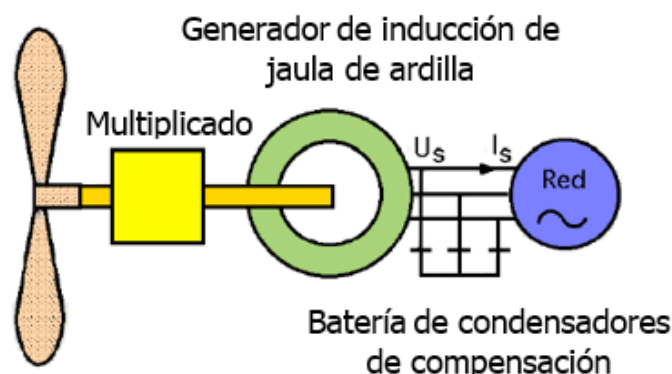 Generador de inducción de
jaula de ardilla
Multiplicado
Us
Is
Red
Batería de condensadores
de compensación